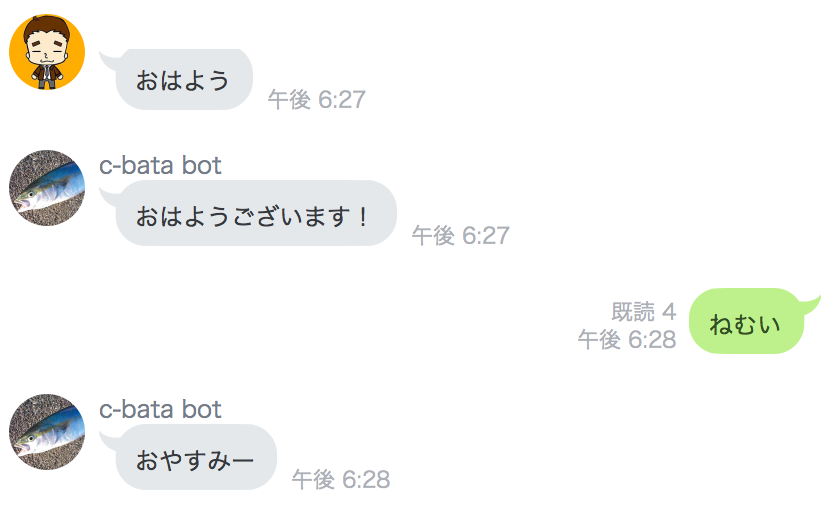 おはよう
午後 6:27
c-bata bot
おはようございます！
午後 6:27
既読 4
午後 6:28
ねむい
c-bata bot
おやすみー
午後 6:28